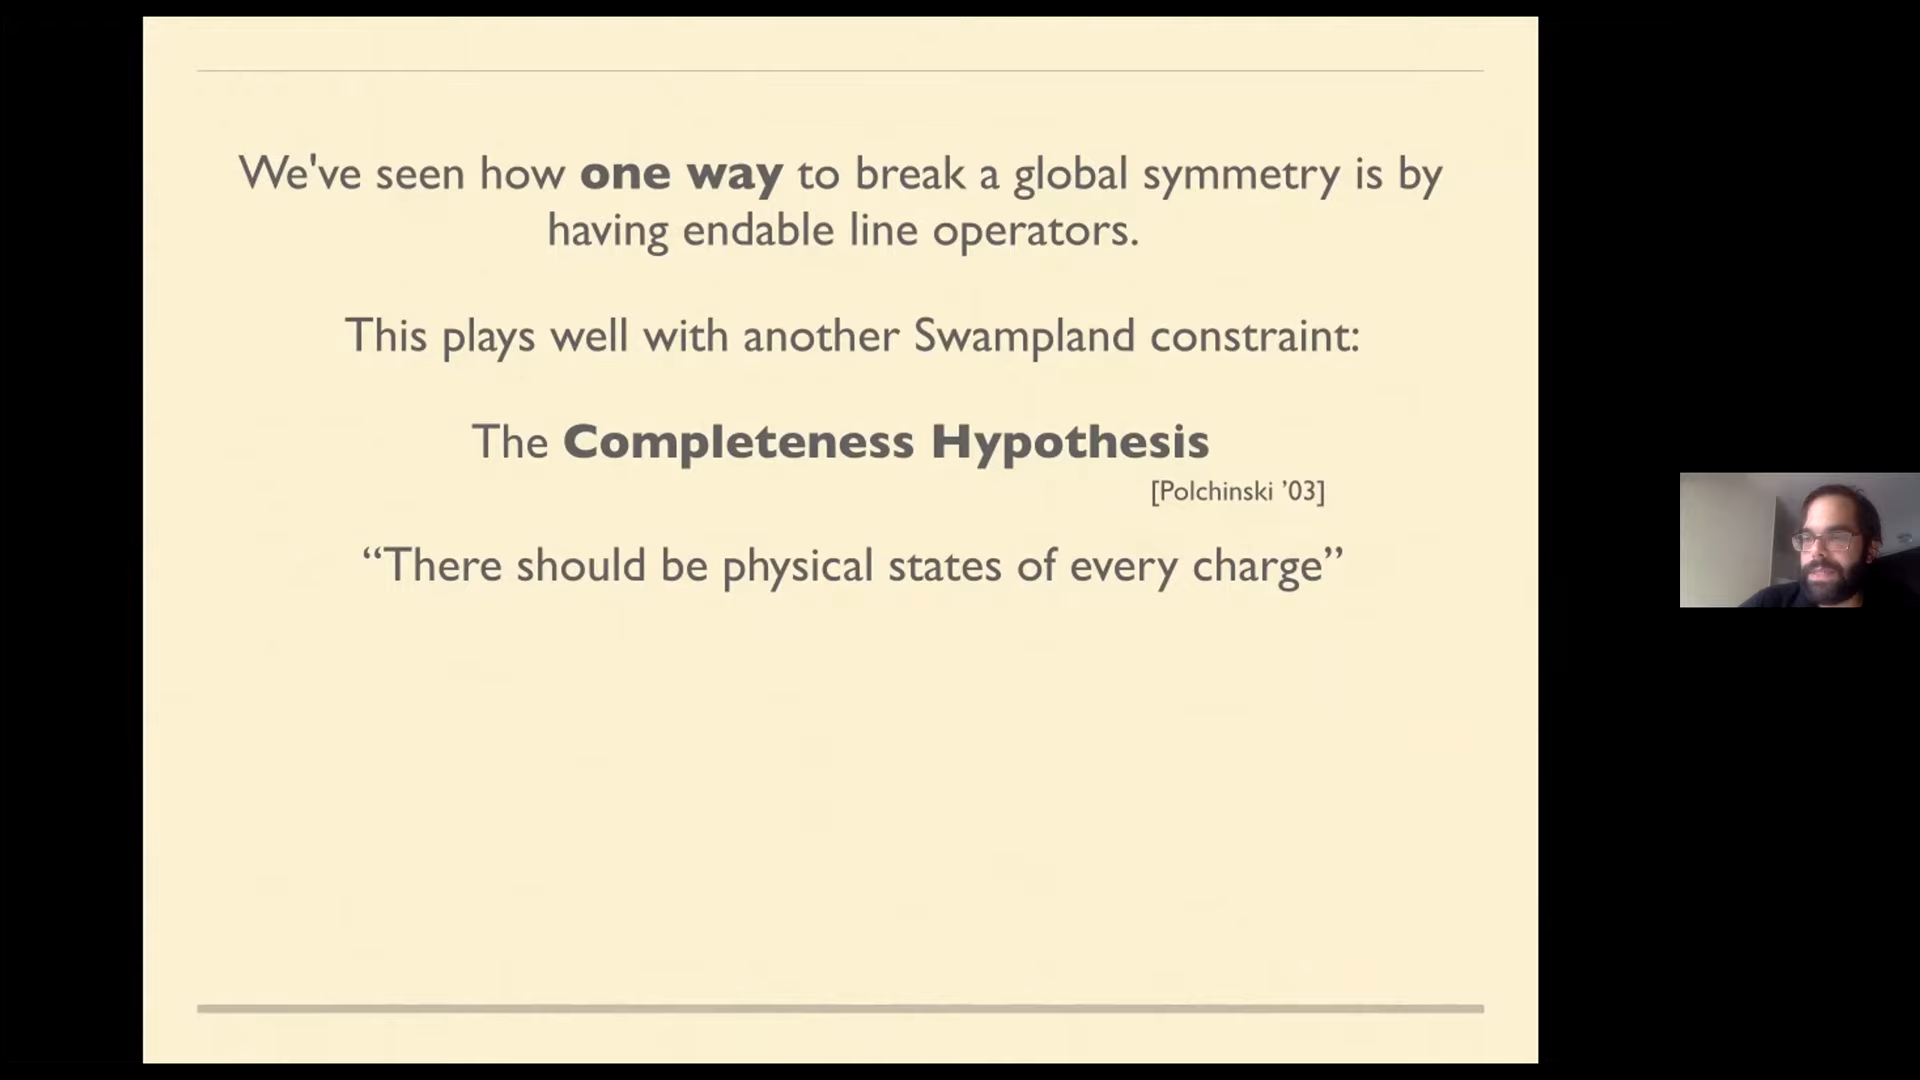 We've seen how one way to break a global symmetry is by
having endable line operators.
This plays well with another Swampland constraint:
The Completeness Hypothesis
[Polchinski ’03]
“There should be physical states of every charge”